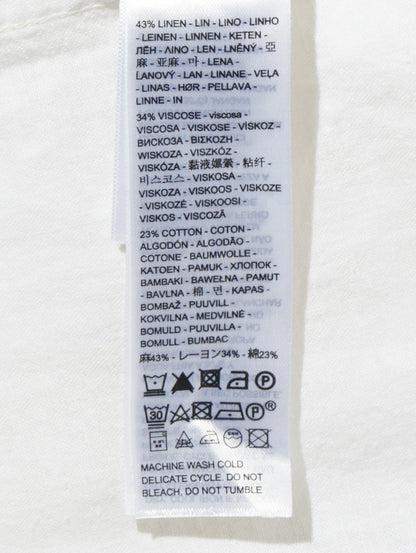 43% LINEN - LIN - LINO - LINHO
- LEINEN - LINNEN - KETEN -
ЛЁН - ΛΙΝΟ - LEN - LNĚNÝ - 亞
麻 - 亚麻 - 마 - LENA -
ĽANOVÝ - LAN - LINANE - VEĻA
- LINAS - HØR - PELLAVA -
LINNE - IN
34% VISCOSE - viscose -
VISCOSA - VISKOSE - VÍSKOZ -
ВИСКОЗА - ΒΙΣΚΟΖΗ -
WISKOZA - VISZKÓZ -
VISKÓZA - 黏液嫘縈 - 粘纤 -
비스코스 - VISKOSA -
VISKOZA - VISKOOS - VISKOZE
- VISKOZĖ - VISKOOSI -
VISKOS - VISCOZĂ
23% COTTON - COTON -
ALGODÓN - ALGODÃO -
COTONE - BAUMWOLLE -
KATOEN - PAMUK - ХЛОПОК -
ΒΑΜΒΑΚΙ - BAWEŁNA - PAMUT
- BAVLNA - 棉 - 면 - KAPAS -
BOMBAŽ - PUUVILL -
KOKVILNA - MEDVILNĖ -
BOMULD - PUUVILLA -
BOMULL - BUMBAC
麻43% - レーヨン34% - 綿23%
30
MACHINE WASH COLD
DELICATE CYCLE. DO NOT
BLEACH. DO NOT TUMBLE